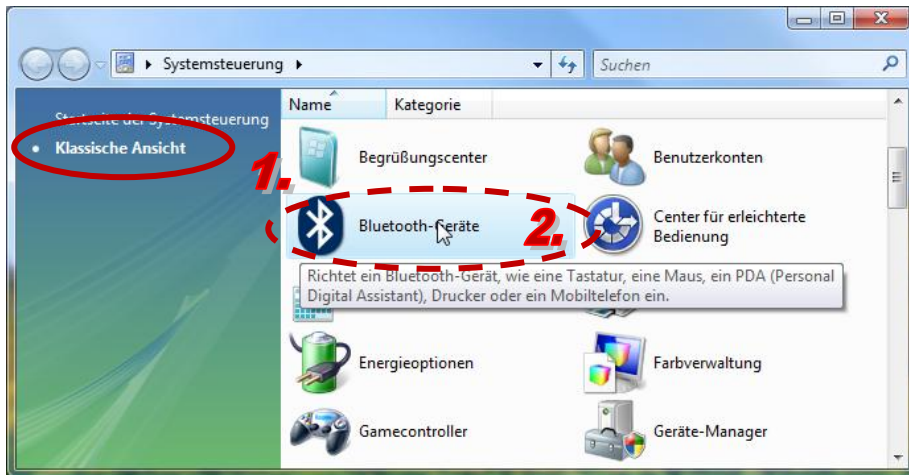 Systemsteuerung
Suchen
Name Kategorie
Startseite der Systemsteuerung
Klassische Ansicht
1.
Begrüßungscenter
Benutzerkonten
Bluetooth-Geräte
2.
Center für erleichterte
Bedienung
Richtet ein Bluetooth-Gerät, wie eine Tastatur, eine Maus, ein PDA (Personal
Digital Assistant), Drucker oder ein Mobiltelefon ein.
Energieoptionen
Farbverwaltung
Gamecontroller
Geräte-Manager